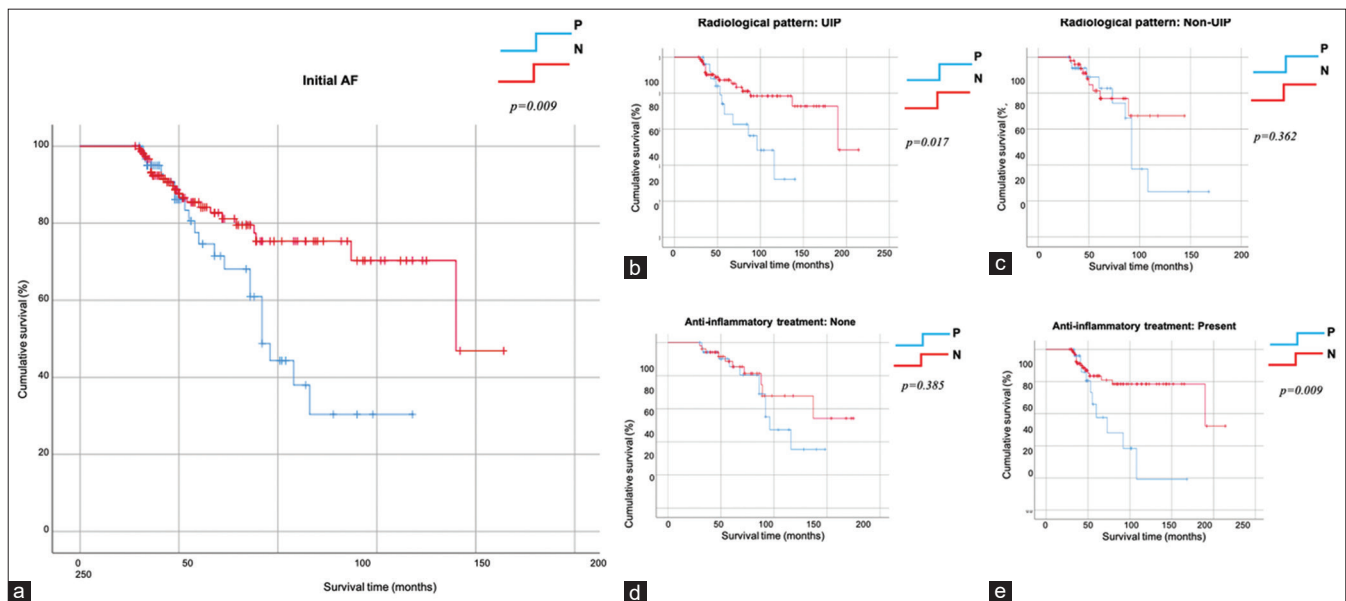 Initial AF
P
N
p=0.009
Cumulative survival (%)
100
80
60
40
20
0
0 50 100 150 200
250
Survival time (months)
a
Radiological pattern: UIP
P
N
p=0.017
Cumulative survival (%)
100
80
60
40
20
0
0 50 100 150 200 250
Survival time (months)
b
Radiological pattern: Non-UIP
P
N
p=0.362
Cumulative survival (%,
100
80
60
40
20
0
0 50 100 150 200
Survival time (months)
c
Anti-inflammatory treatment: None
P
N
p=0.385
Cumulative survival (%)
100
80
60
40
20
0
0 50 100 150 200
Survival time (months)
d
Anti-inflammatory treatment: Present
P
N
p=0.009
Cumulative survival (%)
100
80
60
40
20
0
0 50 100 150 200 250
Survival time (months)
e